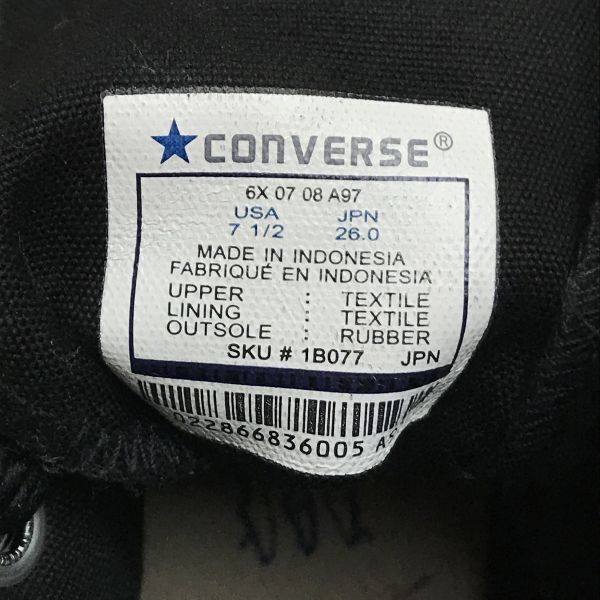 ★ CONVERSE®
6X 07 08 A97
USA JPN
7 1/2 26.0
MADE IN INDONESIA
FABRIQUÉ EN INDONESIA
UPPER : TEXTILE
LINING : TEXTILE
OUTSOLE : RUBBER
SKU # 1B077 JPN
022866836005